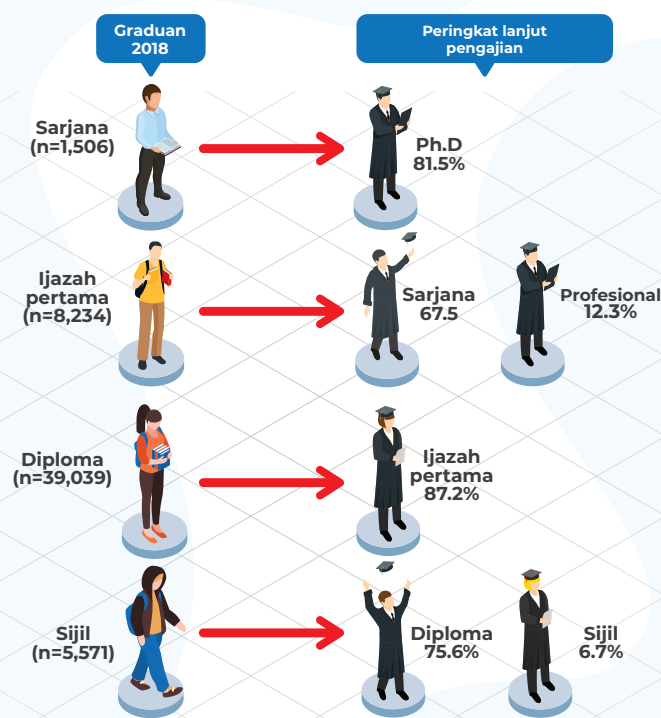 Graduan
2018
Peringkat lanjut
pengajian
Sarjana
(n=1,506)
Ph.D
81.5%
Ijazah
pertama
(n=8,234)
Sarjana
67.5
Profesional
12.3%
Diploma
(n=39,039)
Ijazah
pertama
87.2%
Sijil
(n=5,571)
Diploma
75.6%
Sijil
6.7%